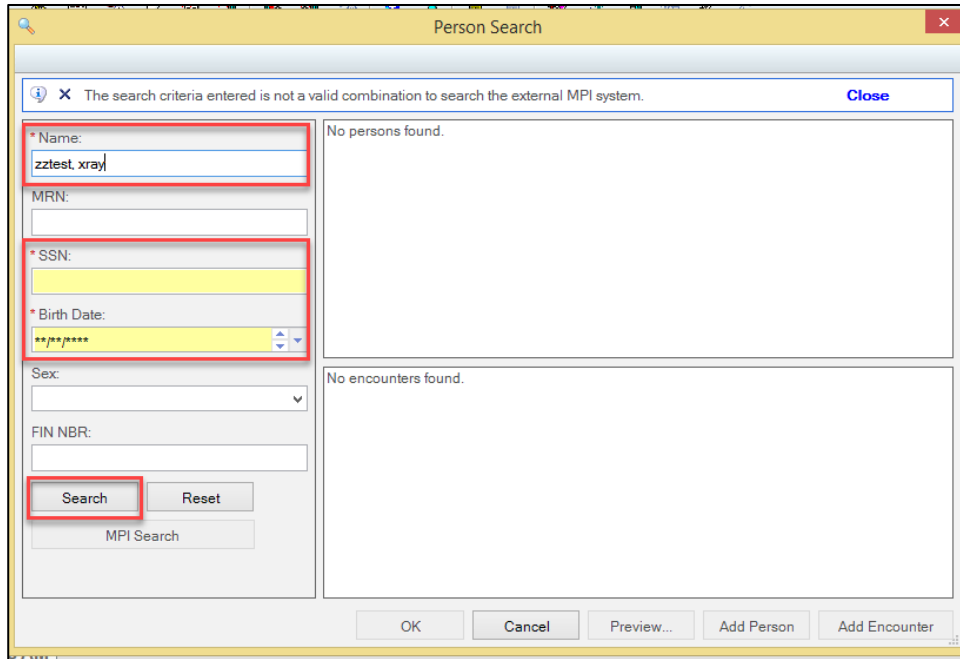 Person Search
The search criteria entered is not a valid combination to search the external MPI system. Close
* Name:
zztest, xray
MRN:
* SSN:
* Birth Date:
**/**/****
Sex:
FIN NBR:
Search Reset
MPI Search
No persons found.
No encounters found.
OK Cancel Preview... Add Person Add Encounter